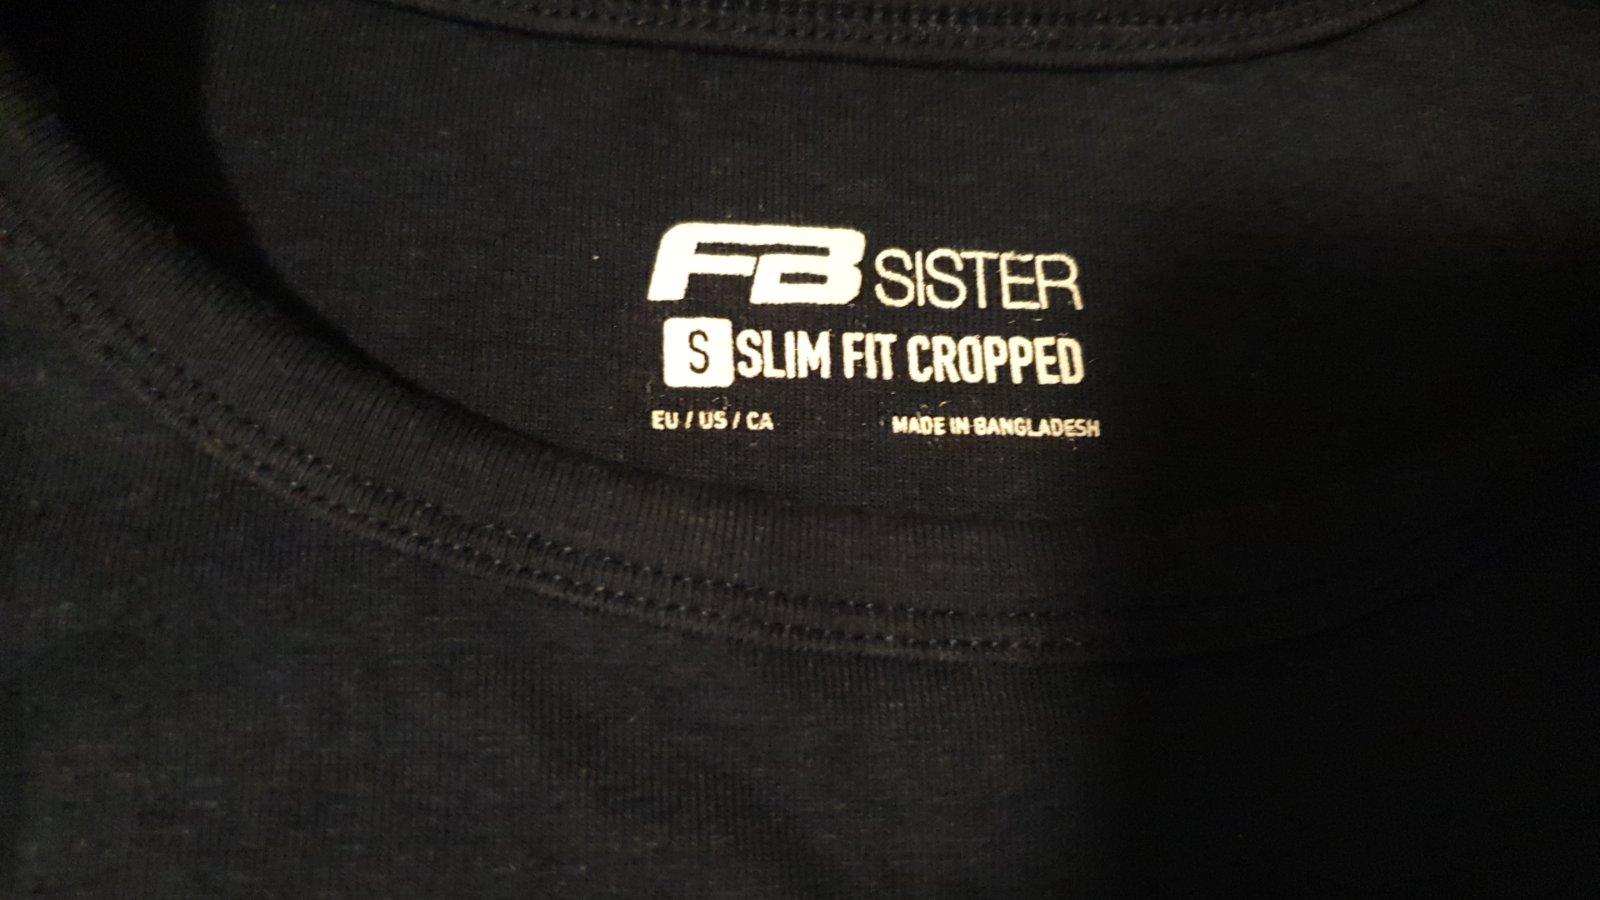 FB SISTER
S SLIM FIT CROPPED
EU / US / CA MADE IN BANGLADESH